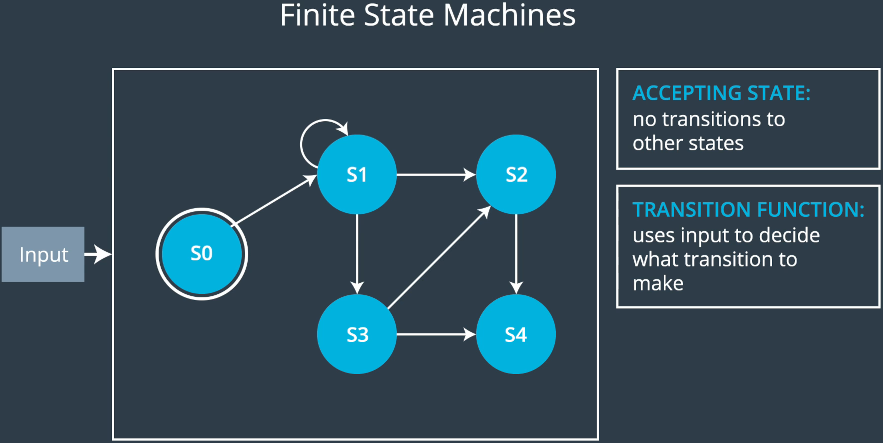 Finite State Machines
Input
S0
S1
S2
S3
S4
ACCEPTING STATE:
no transitions to
other states
TRANSITION FUNCTION:
uses input to decide
what transition to
make